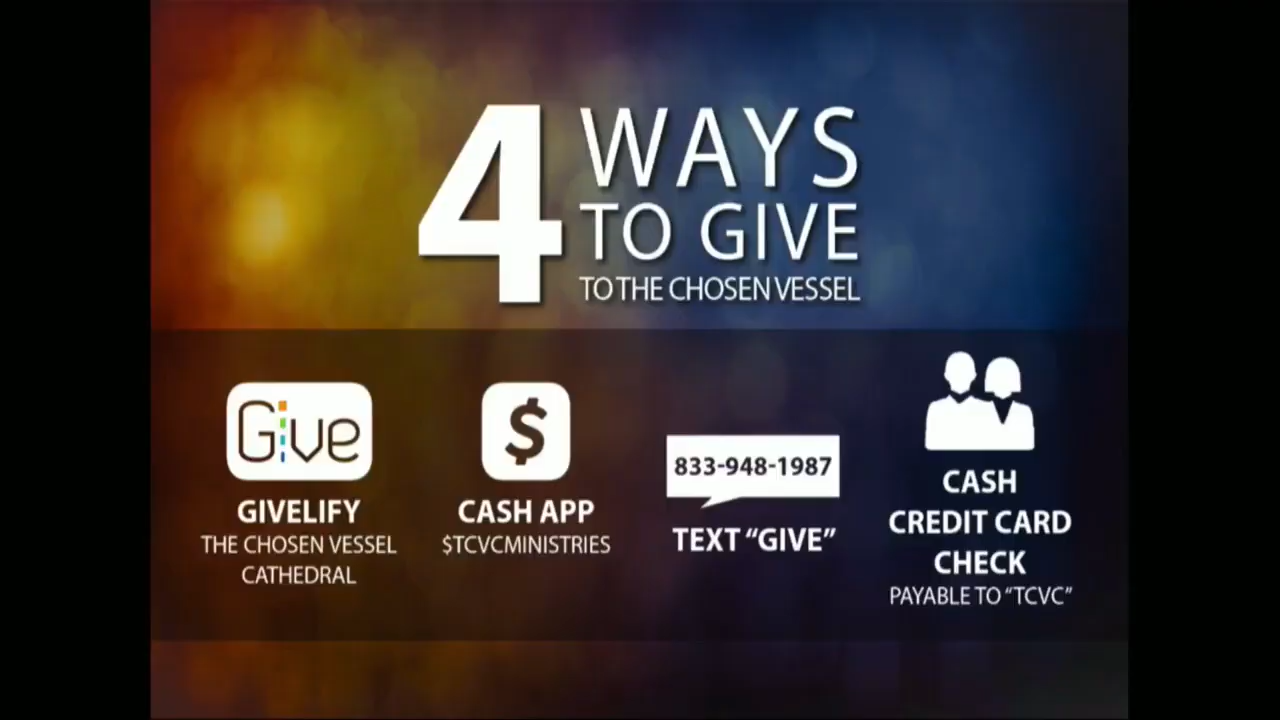 4 WAYS
TO GIVE
TO THE CHOSEN VESSEL
Give
GIVELIFY
THE CHOSEN VESSEL
CATHEDRAL
$
CASH APP
$TCVCMINISTRIES
833-948-1987
TEXT “GIVE”
CASH
CREDIT CARD
CHECK
PAYABLE TO “TCVC”